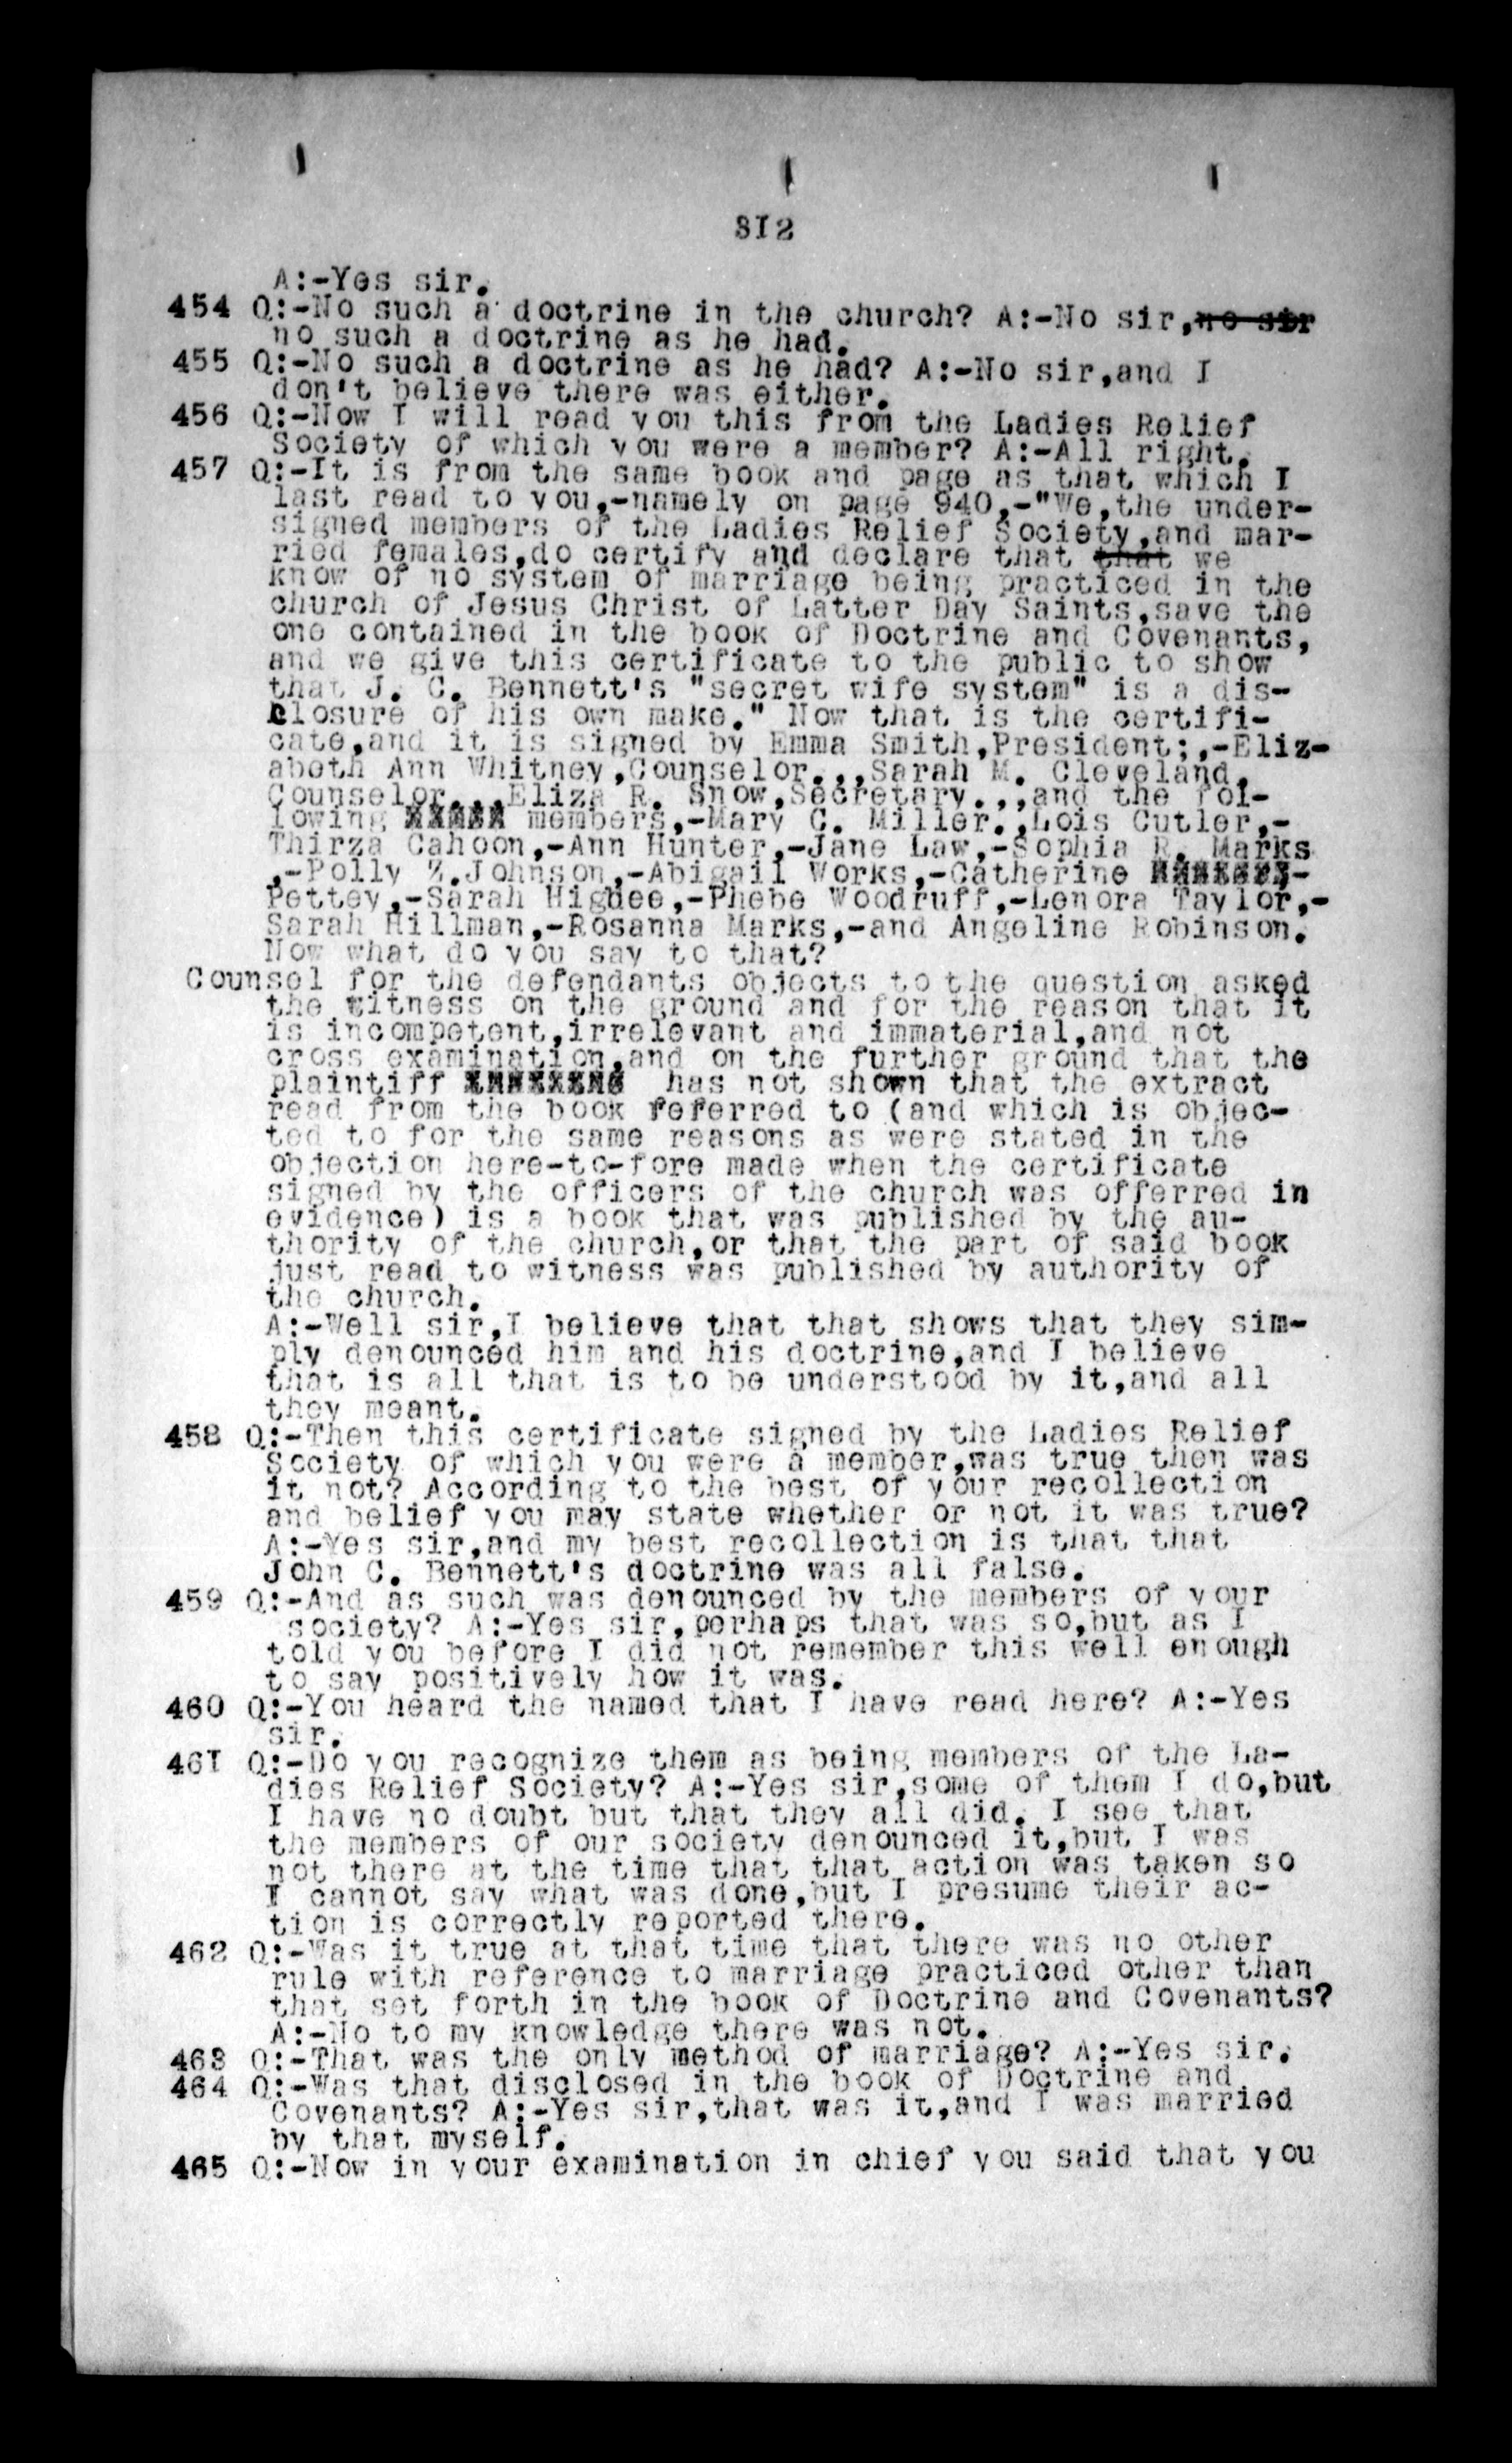 312
A:-Yes sir.
454 Q:-No such a doctrine in the church? A:-No sir,no sir
no such a doctrine as he had.
455 Q:-No such a doctrine as he had? A:-No sir,and I
don't believe there was either.
456 Q:-Now I will read you this from the Ladies Relief
Society of which you were a member? A:-All right.
457 Q:-It is from the same book and page as that which I
last read to you,-namely on page 940,-"We,the under-
signed members of the Ladies Relief Society,and mar-
ried females,do certify and declare that that we
know of no system of marriage being practiced in the
church of Jesus Christ of Latter Day Saints,save the
one contained in the book of Doctrine and Covenants,
and we give this certificate to the public to show
that J. C. Bennett's "secret wife system" is a dis-
closure of his own make." Now that is the certifi-
cate,and it is signed by Emma Smith,President;,-Eliz-
abeth Ann Whitney,Counselor.,,Sarah M. Cleveland,
Counselor.,,Eliza R. Snow,Secretary.,,and the fol-
lowing members,-Mary C. Miller.,Lois Cutler,-
Thirza Cahoon,-Ann Hunter,-Jane Law,-Sophia R. Marks
,-Polly Z.Johnson,-Abigail Works,-Catherine
Pettey,-Sarah Higbee,-Phebe Woodruff,-Lenora Taylor,-
Sarah Hillman,-Rosanna Marks,-and Angeline Robinson.
Now what do you say to that?
Counsel for the defendants objects to the question asked
the witness on the ground and for the reason that it
is incompetent,irrelevant and immaterial,and not
cross examination,and on the further ground that the
plaintiff has not shown that the extract
read from the book referred to (and which is objec-
ted to for the same reasons as were stated in the
objection here-to-fore made when the certificate
signed by the officers of the church was offerred in
evidence) is a book that was published by the au-
thority of the church,or that the part of said book
just read to witness was published by authority of
the church.
A:-Well sir,I believe that that shows that they sim-
ply denounced him and his doctrine,and I believe
that is all that is to be understood by it,and all
they meant.
458 Q:-Then this certificate signed by the Ladies Relief
Society of which you were a member,was true then was
it not? According to the best of your recollection
and belief you may state whether or not it was true?
A:-Yes sir,and my best recollection is that that
John C. Bennett's doctrine was all false.
459 Q:-And as such was denounced by the members of your
society? A:-Yes sir,perhaps that was so,but as I
told you before I did not remember this well enough
to say positively how it was.
460 Q:-You heard the named that I have read here? A:-Yes
sir.
461 Q:-Do you recognize them as being members of the La-
dies Relief Society? A:-Yes sir,some of them I do,but
I have no doubt but that they all did. I see that
the members of our society denounced it,but I was
not there at the time that that action was taken so
I cannot say what was done,but I presume their ac-
tion is correctly reported there.
462 Q:-Was it true at that time that there was no other
rule with reference to marriage practiced other than
that set forth in the book of Doctrine and Covenants?
A:-No to my knowledge there was not.
463 Q:-That was the only method of marriage? A:-Yes sir.
464 Q:-Was that disclosed in the book of Doctrine and
Covenants? A:-Yes sir,that was it,and I was married
by that myself.
465 Q:-Now in your examination in chief you said that you